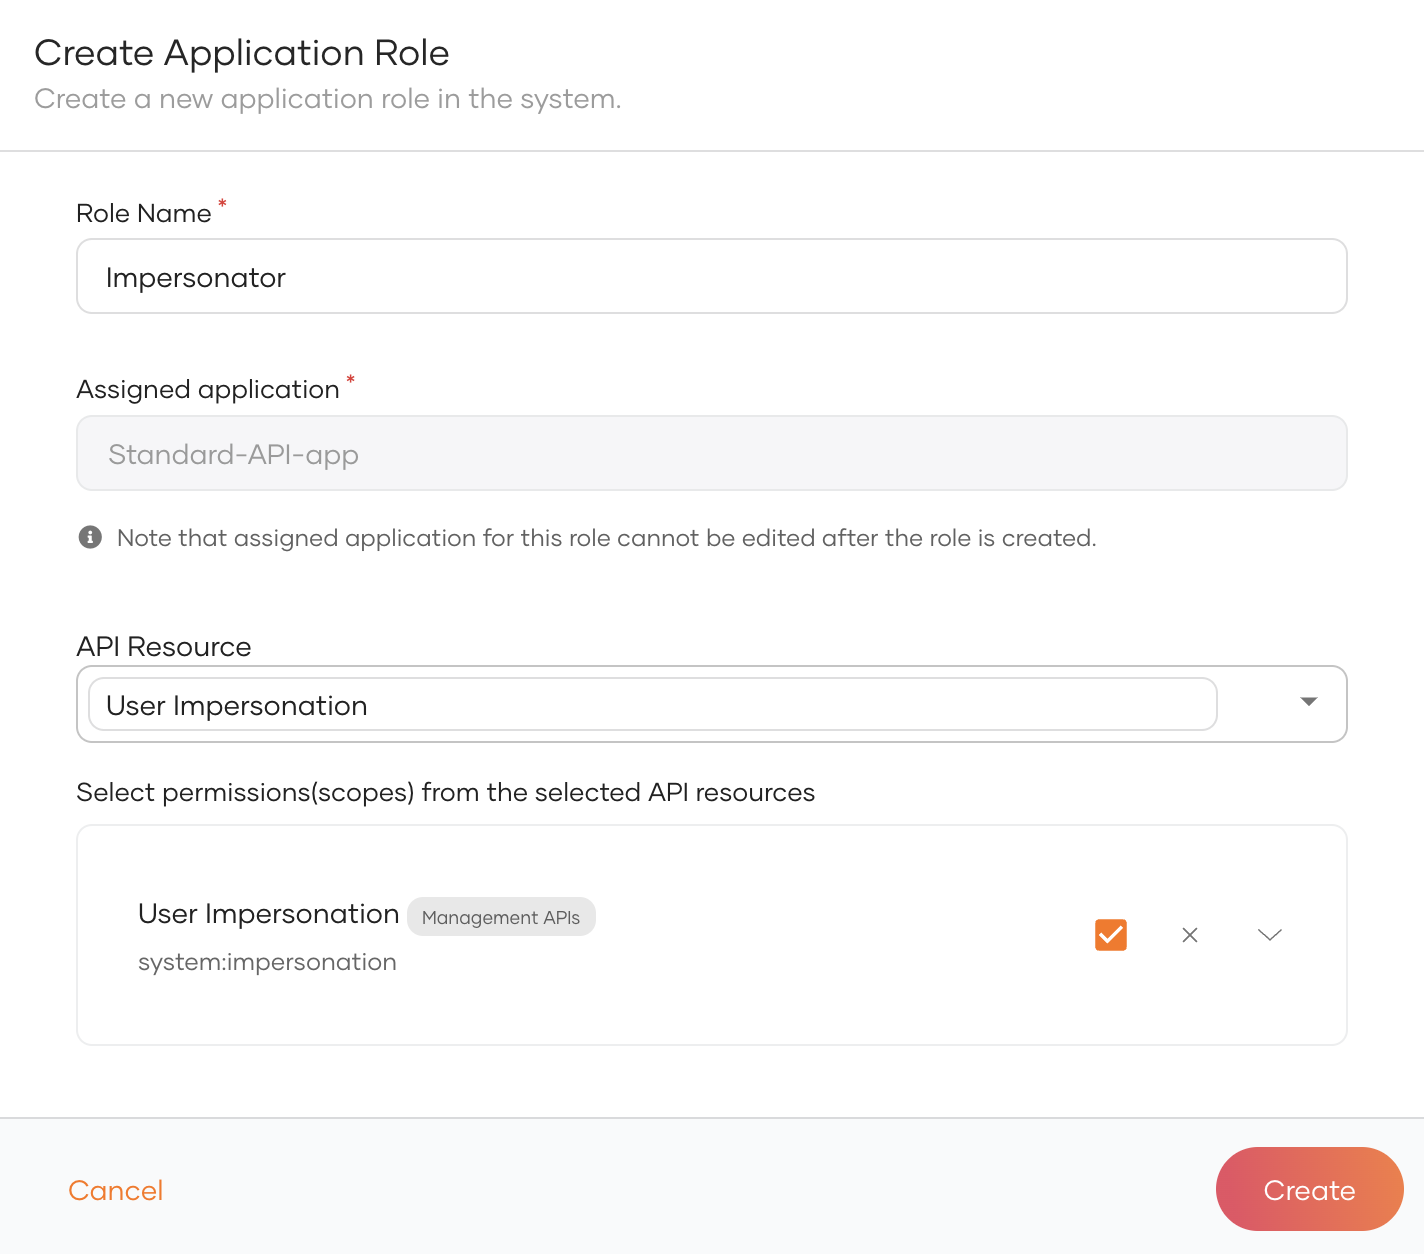 Create Application Role
Create a new application role in the system.
Role Name *
Impersonator
Assigned application *
Standard-API-app
Note that assigned application for this role cannot be edited after the role is created.
API Resource
User Impersonation
Select permissions(scopes) from the selected API resources
User Impersonation Management APIs
system:impersonation
Cancel
Create